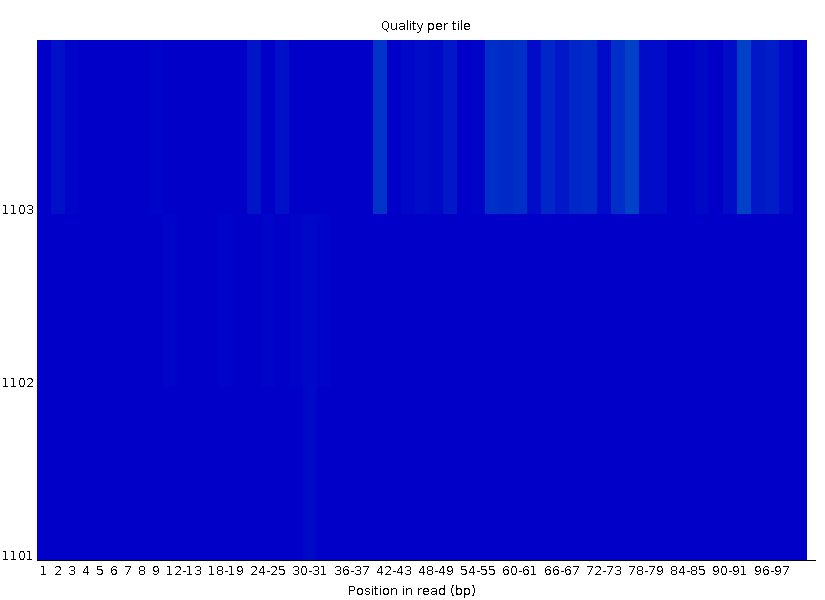 Quality per tile
1103
1102
1101
1 2 3 4 5 6 7 8 9 12-13 18-19 24-25 30-31 36-37 42-43 48-49 54-55 60-61 66-67 72-73 78-79 84-85 90-91 96-97
Position in read (bp)